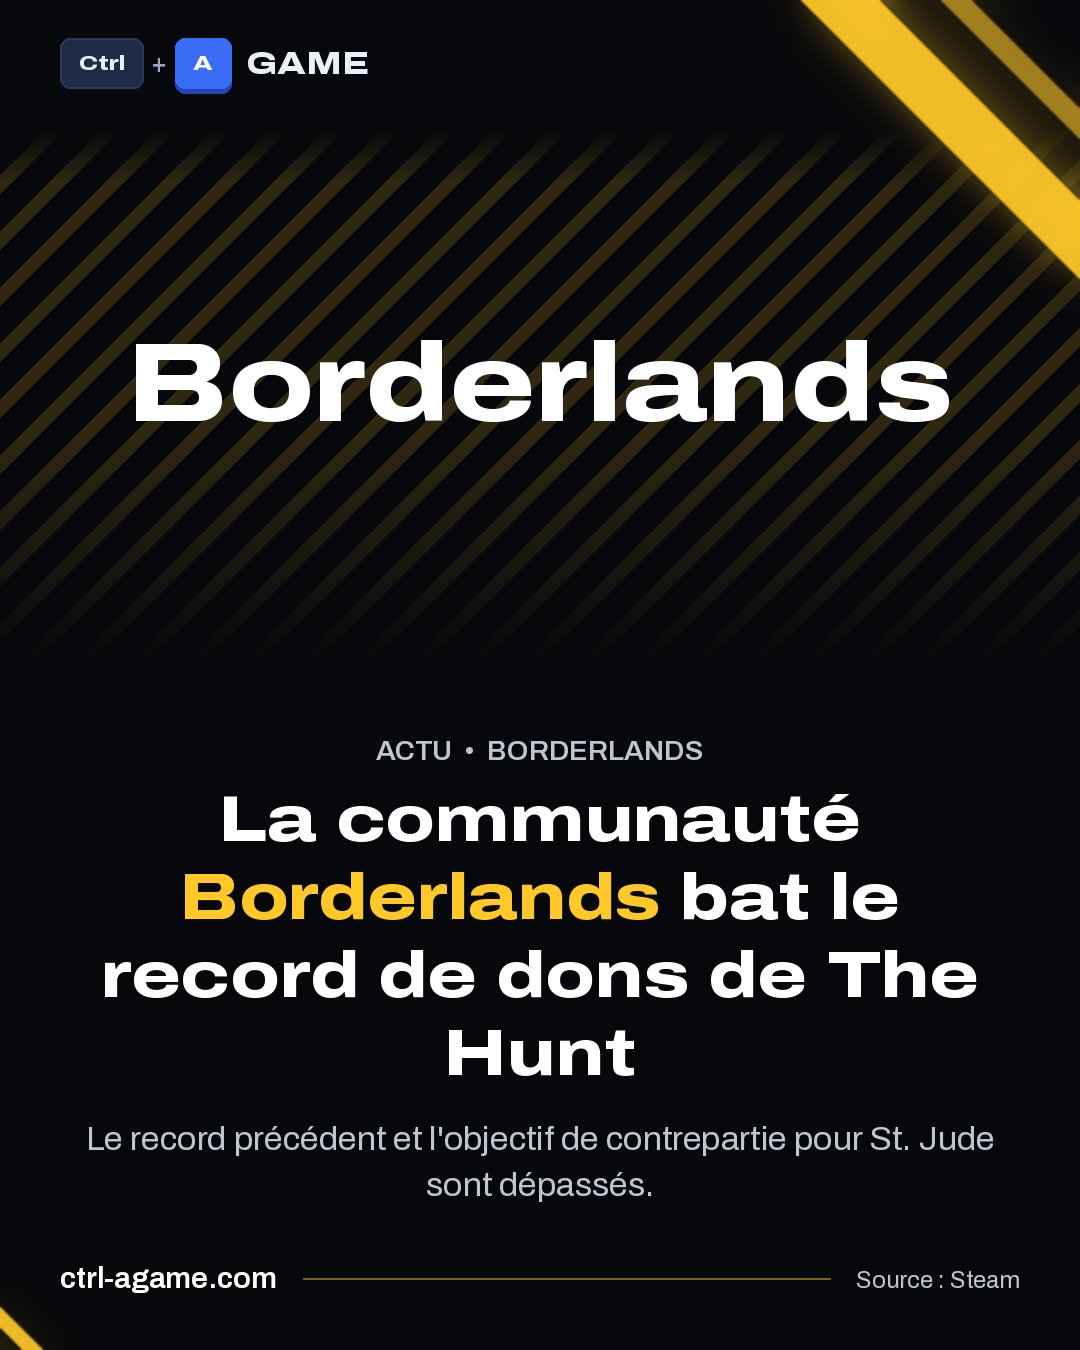 Ctrl + A GAME
Borderlands
ACTU • BORDERLANDS
La communauté
Borderlands bat le
record de dons de The
Hunt
Le record précédent et l'objectif de contrepartie pour St. Jude
sont dépassés.
ctrl-agame.com
Source : Steam